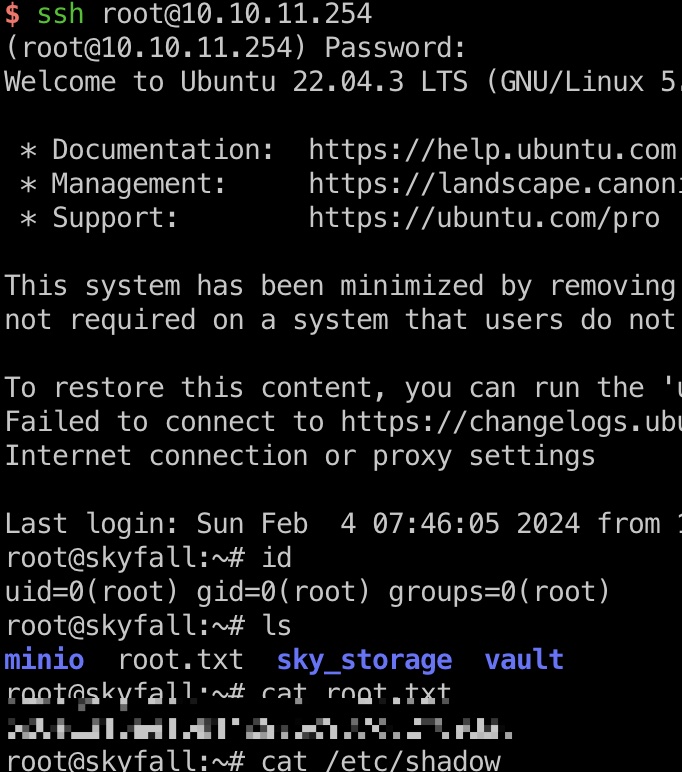 $ ssh root@10.10.11.254
(root@10.10.11.254) Password:
Welcome to Ubuntu 22.04.3 LTS (GNU/Linux 5.
* Documentation: https://help.ubuntu.com
* Management: https://landscape.canoni
* Support: https://ubuntu.com/pro
This system has been minimized by removing
not required on a system that users do not
To restore this content, you can run the 'u
Failed to connect to https://changelogs.ubu
Internet connection or proxy settings
Last login: Sun Feb 4 07:46:05 2024 from 1
root@skyfall:~# id
uid=0(root) gid=0(root) groups=0(root)
root@skyfall:~# ls
minio root.txt sky_storage vault
root@skyfall:~# cat root.txt
root@skyfall:~# cat /etc/shadow